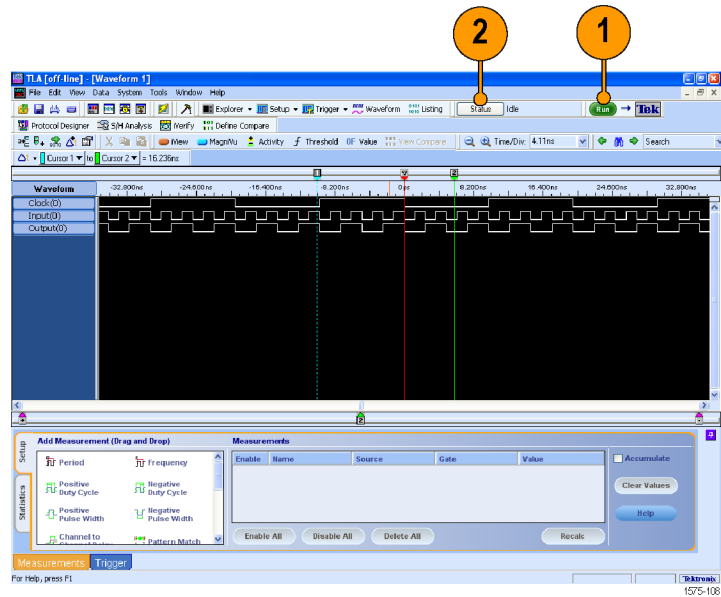 2
1
TLA [off-line] - [Waveform 1]
File Edit View Data System Tools Window Help
Explorer Setup Trigger Waveform Listing Status Idle Run Tek
Protocol Designer S/H Analysis iVerify Define Compare
Mew MagniVu Activity Threshold Value View Compare Time/Div: 4.11ns Search
Cursor 1 to Cursor 2 = 16.236ns
1 2
Waveform -32.800ns -24.600ns -16.400ns -8.200ns 0ps 8.200ns 16.400ns 24.600ns 32.800ns
Clock(0)
Input(0)
Output(0)
2
Setup
Statistics
Add Measurement (Drag and Drop) Measurements
Enable Name Source Gate Value Accumulate
Period Frequency
Positive Duty Cycle Negative Duty Cycle
Clear Values
Positive Pulse Width Negative Pulse Width
Help
Channel to Pattern Match
Enable All Disable All Delete All Recalc
Measurements Trigger
For Help, press F1 Tektronix
1575-108